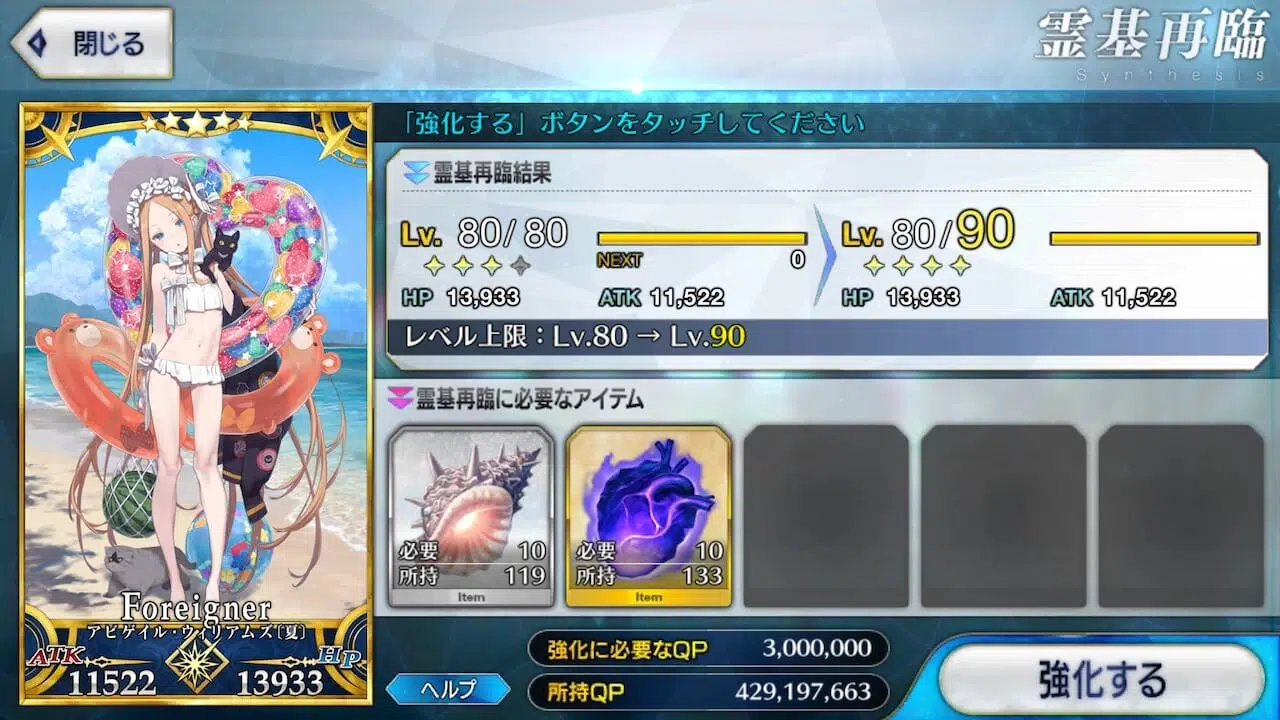 閉じる
霊基再臨
Synthesis
「強化する」ボタンをタッチしてください
霊基再臨結果
Lv. 80/80
NEXT 0
HP 13,933 ATK 11,522
Lv. 80/90
HP 13,933 ATK 11,522
レベル上限:Lv.80 → Lv.90
霊基再臨に必要なアイテム
必要 10
所持 119
Item
必要 10
所持 133
Item
Foreigner
アビゲイル・ウィリアムズ〔夏〕
ATK 11522
HP 13933
ヘルプ
強化に必要なQP 3,000,000
所持QP 429,197,663
強化する